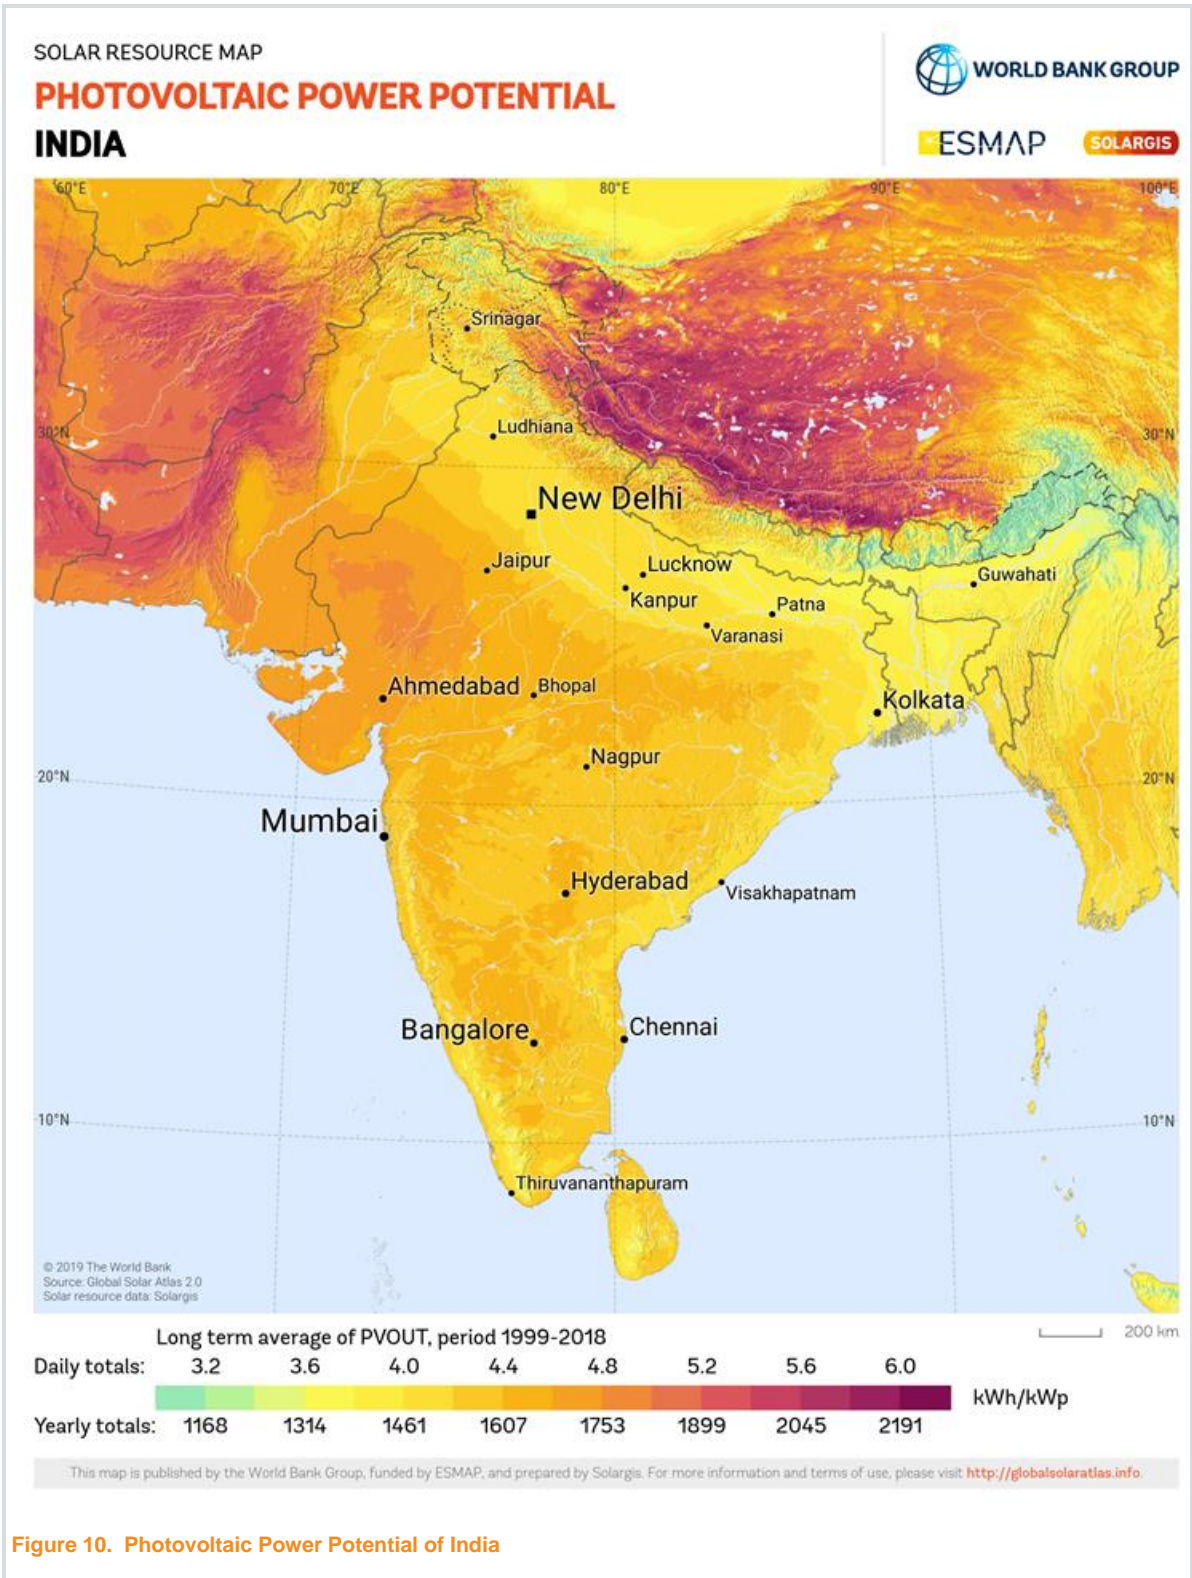 SOLAR RESOURCE MAP
PHOTOVOLTAIC POWER POTENTIAL
INDIA
WORLD BANK GROUP
ESMAP
SOLARGIS
60°E 70°E 80°E 90°E 100°E
Srinagar
Ludhiana
30°N 30°N
New Delhi
Jaipur
Lucknow
Guwahati
Kanpur
Patna
Varanasi
Ahmedabad
Bhopal
Kolkata
Nagpur
20°N 20°N
Mumbai
Hyderabad
Visakhapatnam
Bangalore
Chennai
10°N 10°N
Thiruvananthapuram
© 2019 The World Bank
Source: Global Solar Atlas 2.0
Solar resource data: Solargis
200 km
Long term average of PVOUT, period 1999-2018
Daily totals: 3.2 3.6 4.0 4.4 4.8 5.2 5.6 6.0
kWh/kWp
Yearly totals: 1168 1314 1461 1607 1753 1899 2045 2191
This map is published by the World Bank Group, funded by ESMAP, and prepared by Solargis. For more information and terms of use, please visit http://globalsolaratlas.info.
Figure 10. Photovoltaic Power Potential of India